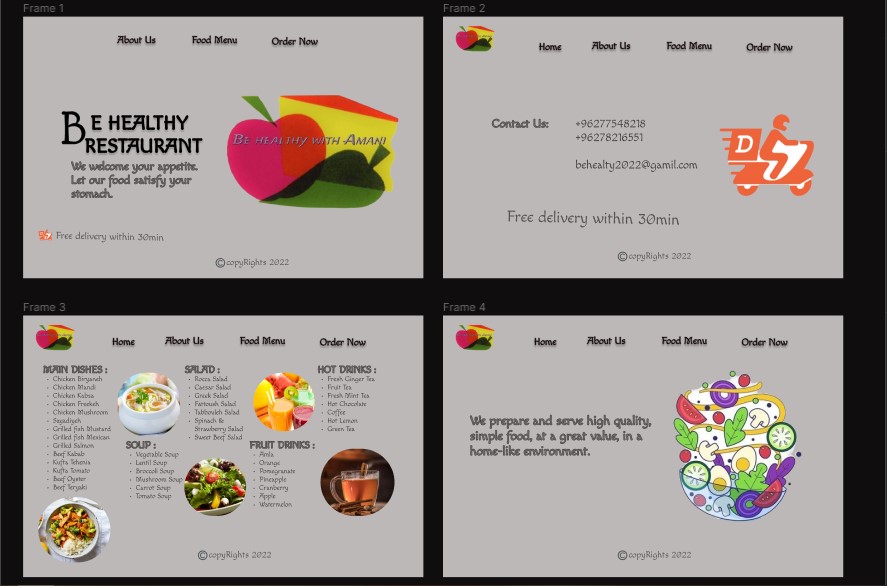 Frame 1
About Us
Food Menu
Order Now
BE HEALTHY
RESTAURANT
We welcome your appetite.
Let our food satisfy your
stomach.
Be healthy with Amani
Free delivery within 30min
©copyRights 2022
Frame 2
Home
About Us
Food Menu
Order Now
Contact Us:
+96277548218
+96278216551
behealty2022@gamil.com
D
Free delivery within 30min
©copyRights 2022
Frame 3
Home
About Us
Food Menu
Order Now
MAIN DISHES :
Chicken Biryaneh
Chicken Mandi
Chicken Kabsa
Chicken Freekeh
Chicken Mushroom
Sayadiyeh
Grilled fish Mustard
Grilled fish Mexican
Grilled Salmon
Beef Kabab
Kufta Tehenia
Kufta Tomato
Beef Oyster
Beef Teryaki
SOUP :
Vegetable Soup
Lentil Soup
Broccoli Soup
Mushroom Soup
Carrot Soup
Tomato Soup
SALAD :
Rocca Salad
Caezar Salad
Greek Salad
Fattoush Salad
Tabboulch Salad
Spinach &
Strawberry Salad
Sweet Beef Salad
FRUIT DRINKS :
Amla
Orange
Pomegranate
Pineapple
Cranberry
Apple
Watermelon
HOT DRINKS:
Fresh Ginger Tea
Fruit Tea
Fresh Mint Tea
Hot Chocolate
Coffee
Hot Lemon
Green Tea
©copyRights 2022
Frame 4
Home
About Us
Food Menu
Order Now
We prepare and serve high quality,
simple food, at a great value, in a
home-like environment.
©copyRights 2022